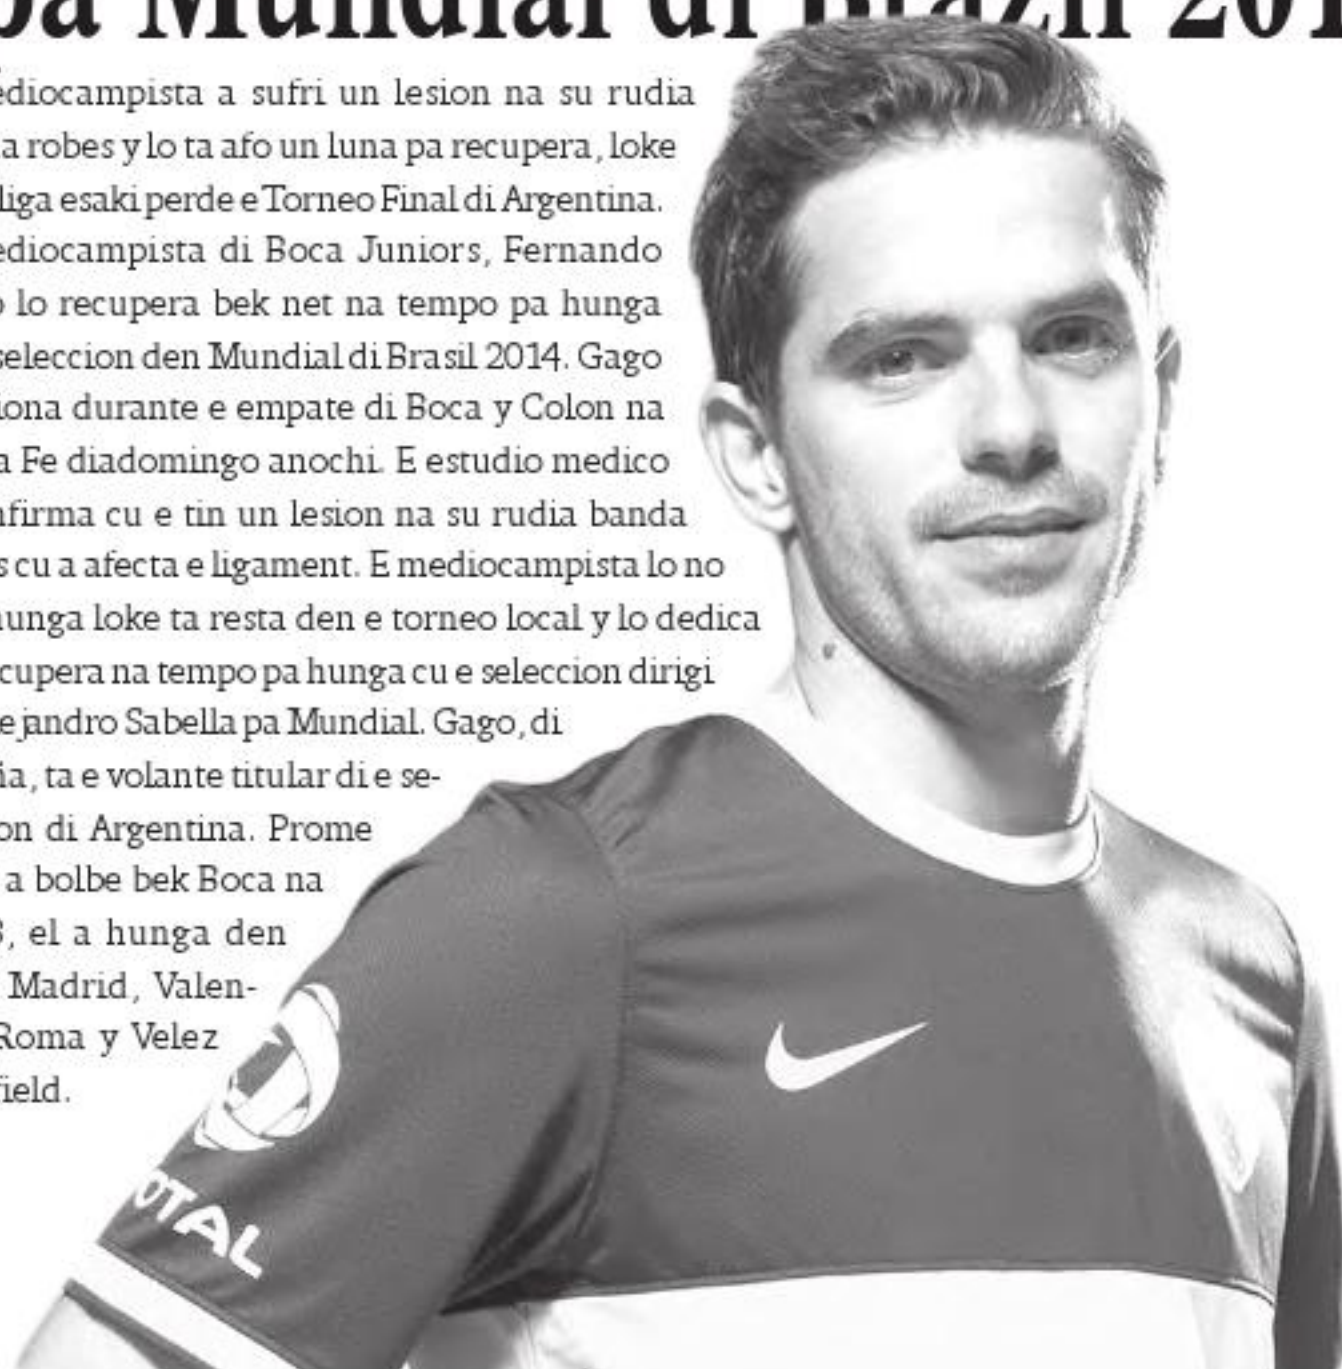 pa Mundial di Brazil 201
ediocampista a sufri un lesion na su rudia
a robes y lo ta afo un luna pa recupera, loke
liga esaki perde e Torneo Final di Argentina.
ediocampista di Boca Juniors, Fernando
o lo recupera bek net na tempo pa hunga
seleccion den Mundial di Brasil 2014. Gago
iona durante e empate di Boca y Colon na
a Fe diadomingo anochi. E estudio medico
nfirma cu e tin un lesion na su rudia banda
s cu a afecta e ligament. E mediocampista lo no
hunga loke ta resta den e torneo local y lo dedica
cupera na tempo pa hunga cu e seleccion dirigi
ejandro Sabella pa Mundial. Gago, di
ña, ta e volante titular di e se-
on di Argentina. Prome
a bolbe bek Boca na
3, el a hunga den
Madrid, Valen-
Roma y Velez
field.
TOTAL